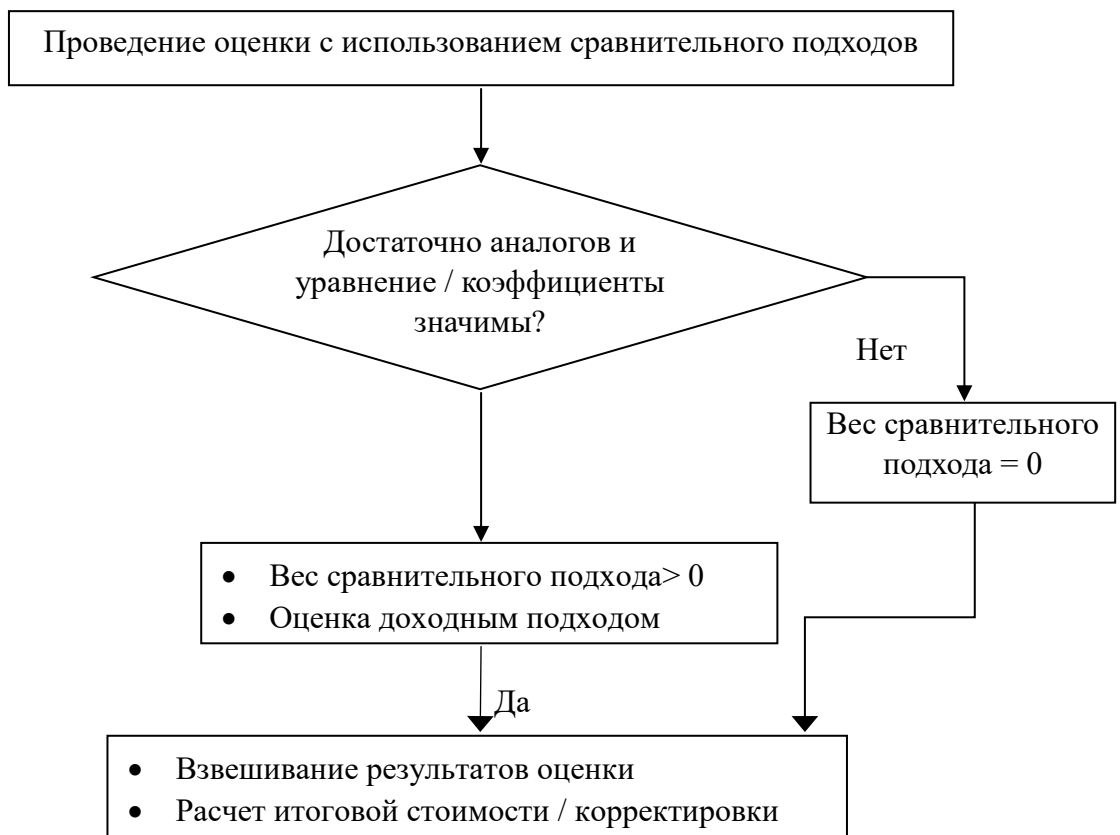 Проведение оценки с использованием сравнительного подходов
Достаточно аналогов и
уравнение / коэффициенты
значимы?
Нет
Вес сравнительного
подхода = 0
• Вес сравнительного подхода> 0
• Оценка доходным подходом
Да
• Взвешивание результатов оценки
• Расчет итоговой стоимости / корректировки